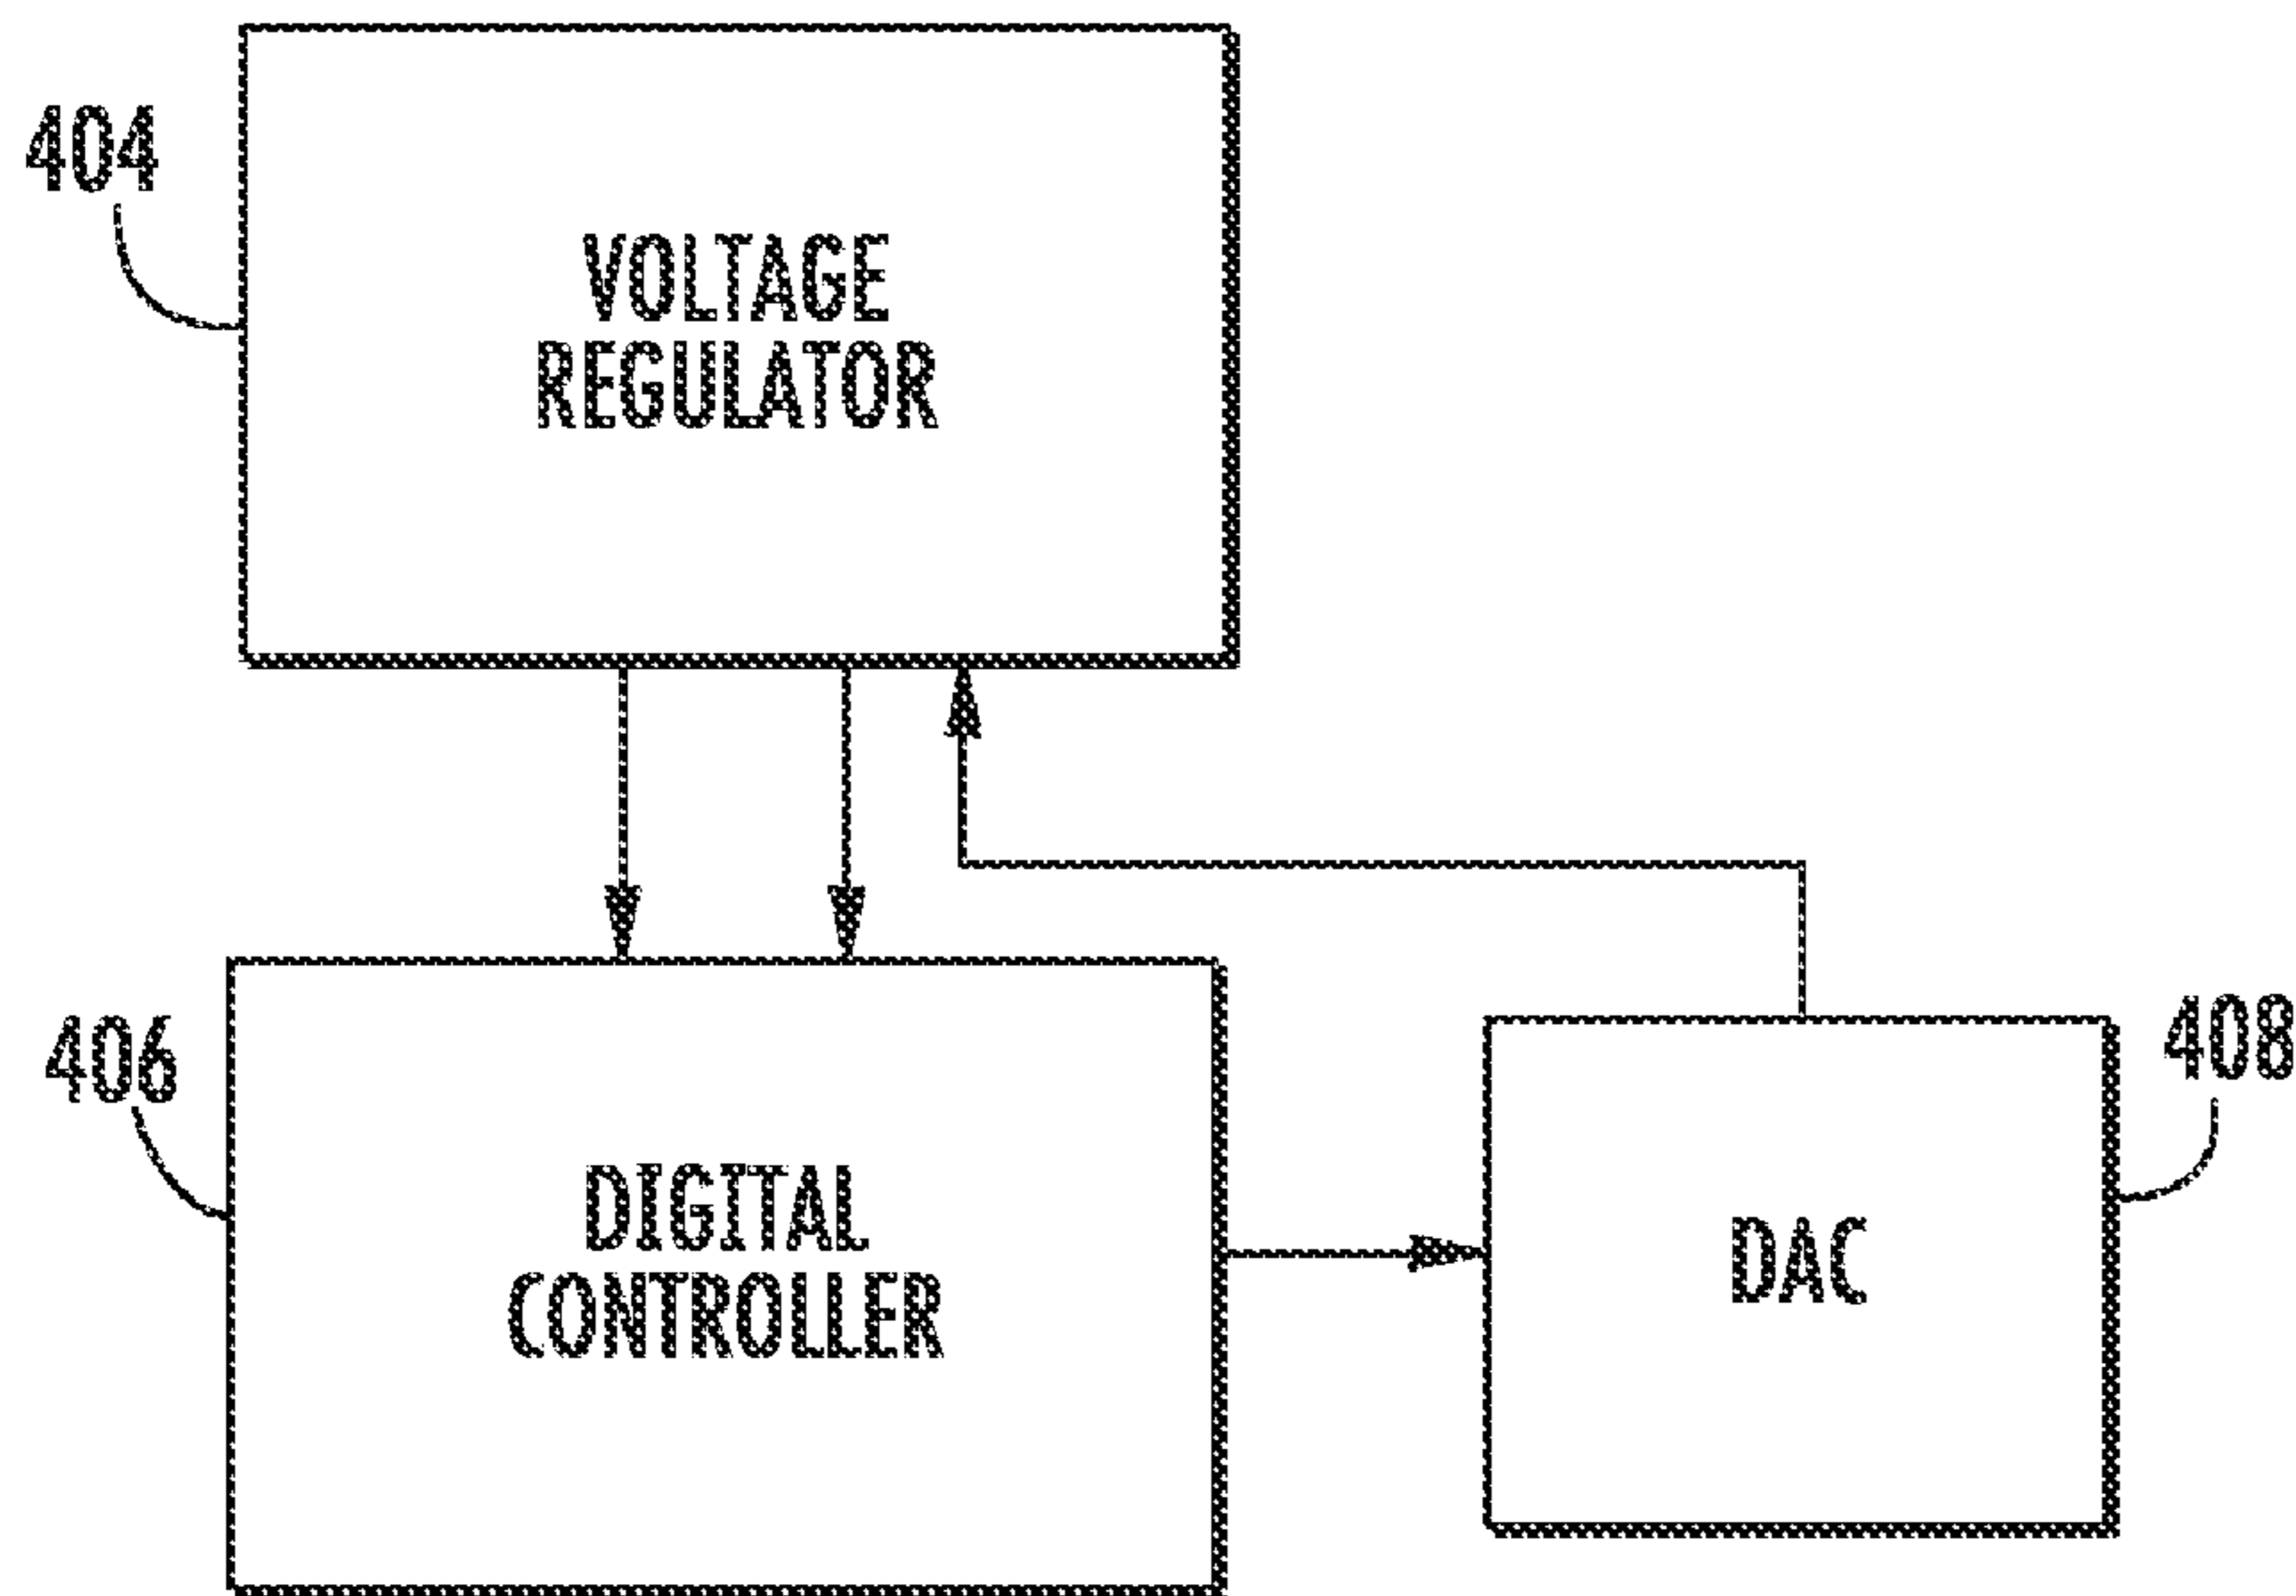 404
VOLTAGE
REGULATOR
406
DIGITAL
CONTROLLER
408
DAC